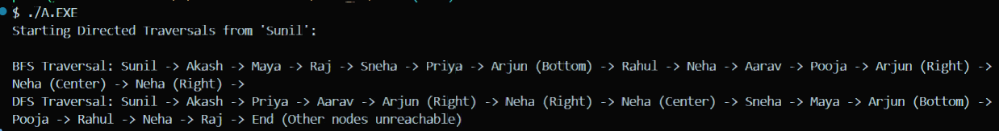 $ ./A.EXE
Starting Directed Traversals from 'Sunil':
BFS Traversal: Sunil -> Akash -> Maya -> Raj -> Sneha -> Priya -> Arjun (Bottom) -> Rahul -> Neha -> Aarav -> Pooja -> Arjun (Right) ->
Neha (Center) -> Neha (Right) ->
DFS Traversal: Sunil -> Akash -> Priya -> Aarav -> Arjun (Right) -> Neha (Right) -> Neha (Center) -> Sneha -> Maya -> Arjun (Bottom) ->
Pooja -> Rahul -> Neha -> Raj -> End (Other nodes unreachable)